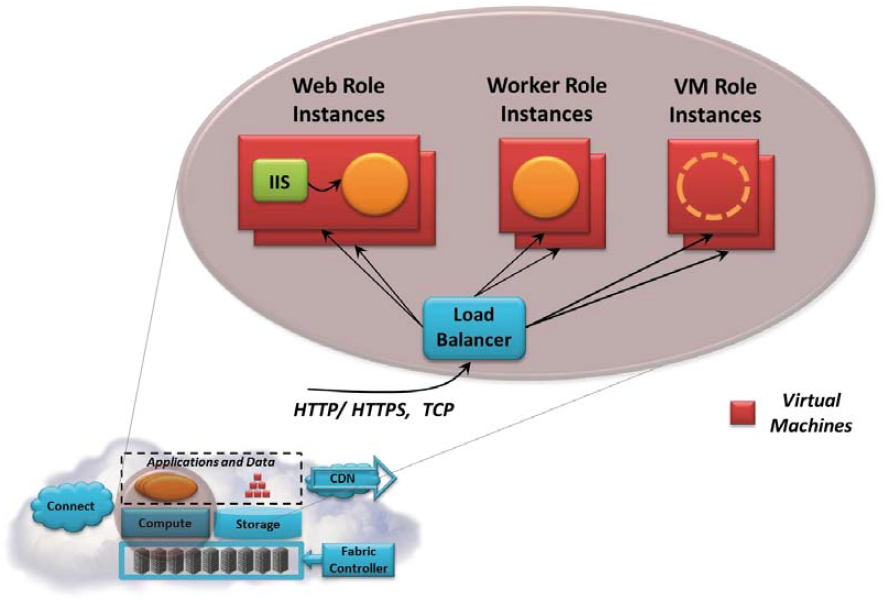 Web Role
Instances
Worker Role
Instances
VM Role
Instances
IIS
Load
Balancer
HTTP/ HTTPS, TCP
Virtual
Machines
Applications and Data
CDN
Connect
Compute
Storage
Fabric
Controller